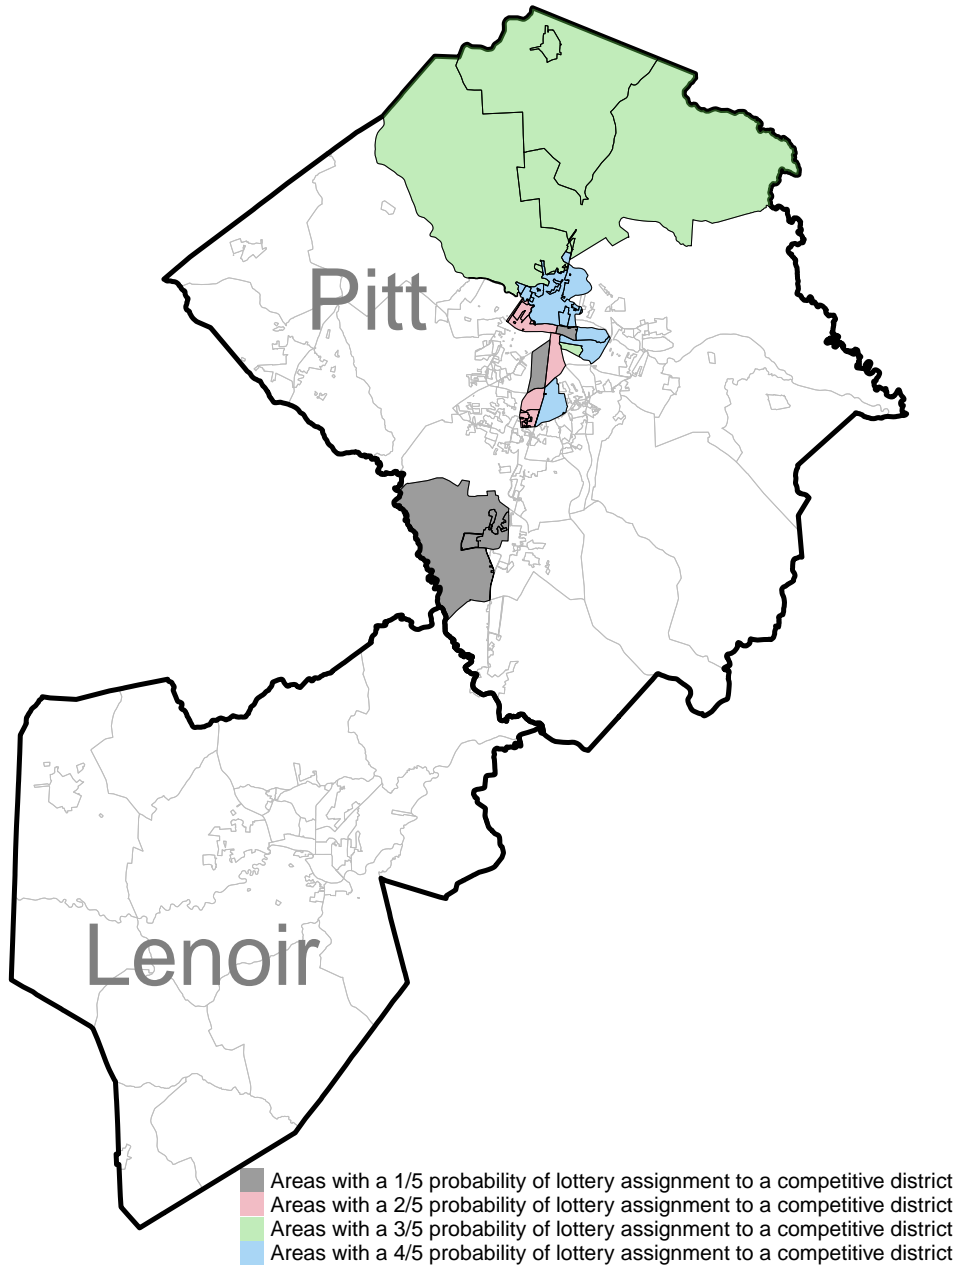 Pitt
Lenoir
Areas with a 1/5 probability of lottery assignment to a competitive district
Areas with a 2/5 probability of lottery assignment to a competitive district
Areas with a 3/5 probability of lottery assignment to a competitive district
Areas with a 4/5 probability of lottery assignment to a competitive district